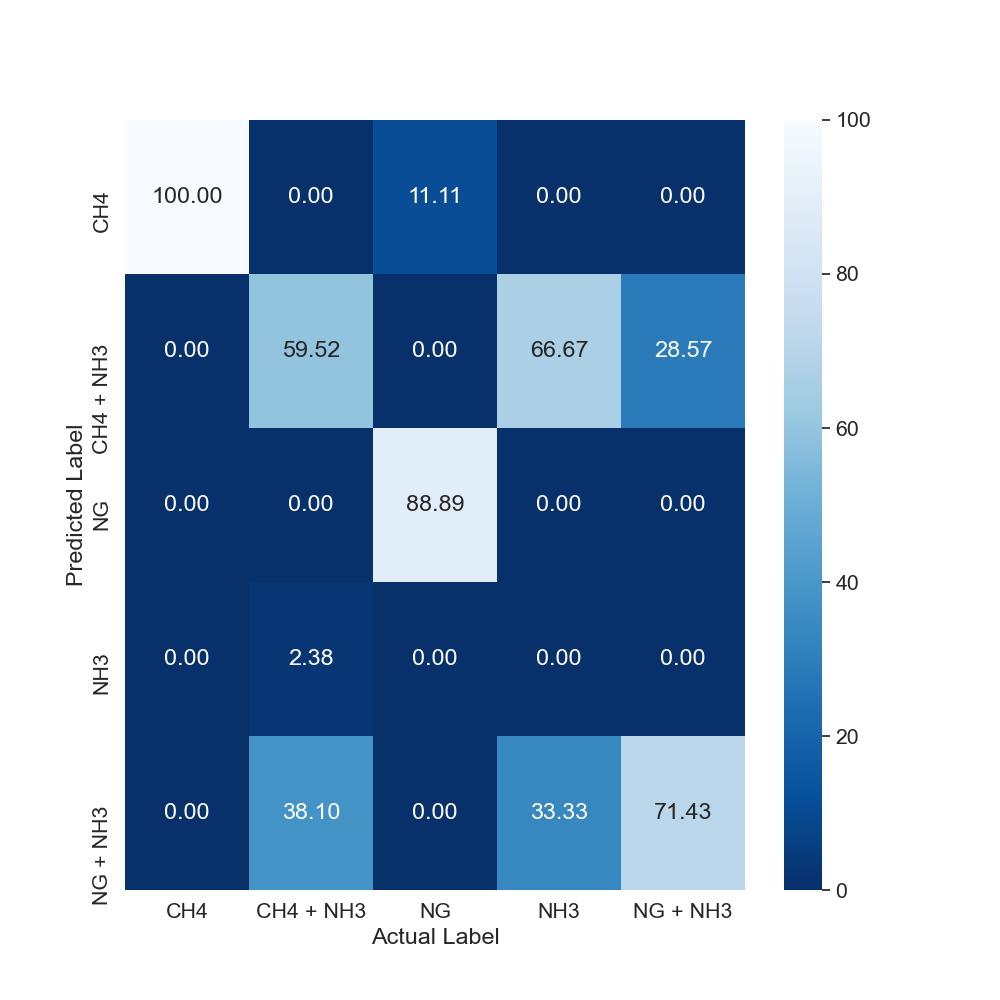 100
80
60
40
20
0
Predicted Label
CH4
100.00 0.00 11.11 0.00 0.00
CH4 + NH3
0.00 59.52 0.00 66.67 28.57
NG
0.00 0.00 88.89 0.00 0.00
NH3
0.00 2.38 0.00 0.00 0.00
NG + NH3
0.00 38.10 0.00 33.33 71.43
CH4 CH4 + NH3 NG NH3 NG + NH3
Actual Label